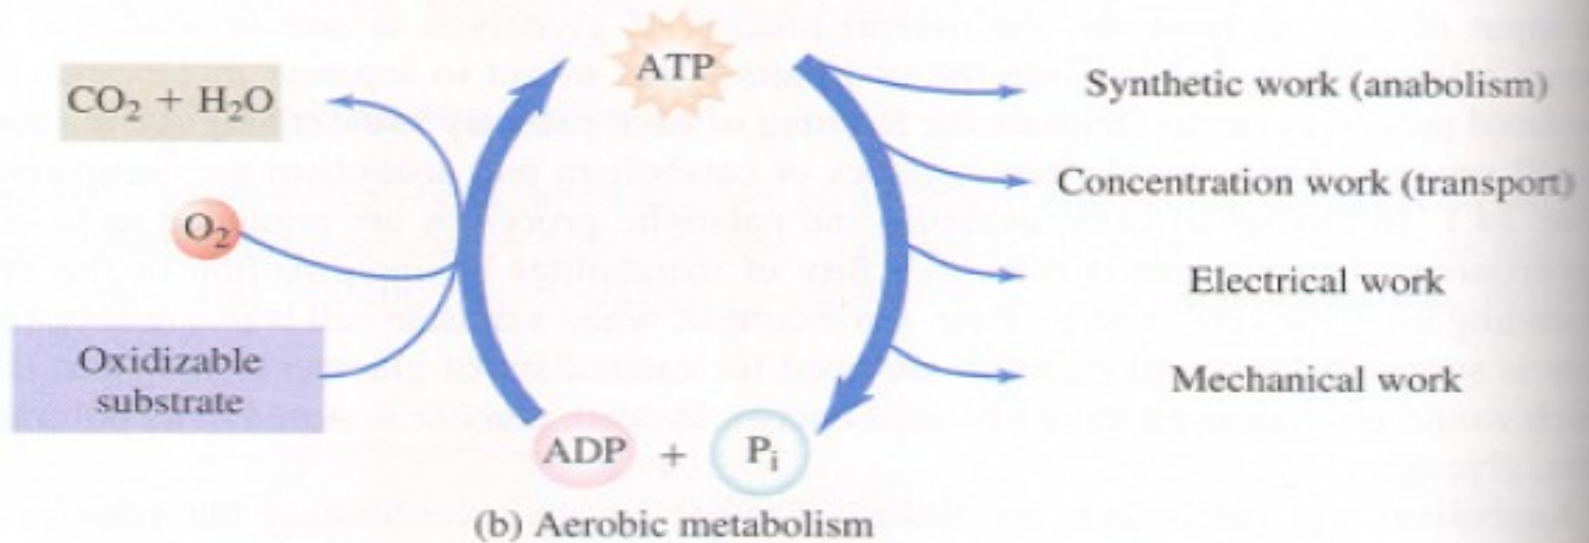 ATP
CO₂ + H₂O
Synthetic work (anabolism)
Concentration work (transport)
O₂
Electrical work
Oxidizable
substrate
Mechanical work
ADP + Pᵢ
(b) Aerobic metabolism